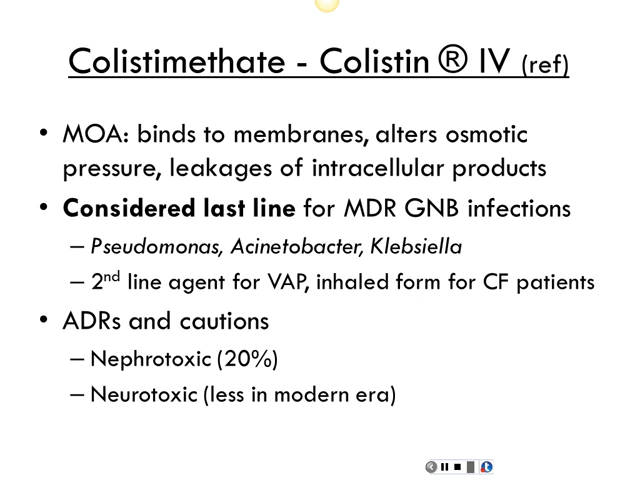 Colistimethate - Colistin ® IV (ref)
• MOA: binds to membranes, alters osmotic
pressure, leakages of intracellular products
• Considered last line for MDR GNB infections
– Pseudomonas, Acinetobacter, Klebsiella
– 2nd line agent for VAP, inhaled form for CF patients
• ADRs and cautions
– Nephrotoxic (20%)
– Neurotoxic (less in modern era)